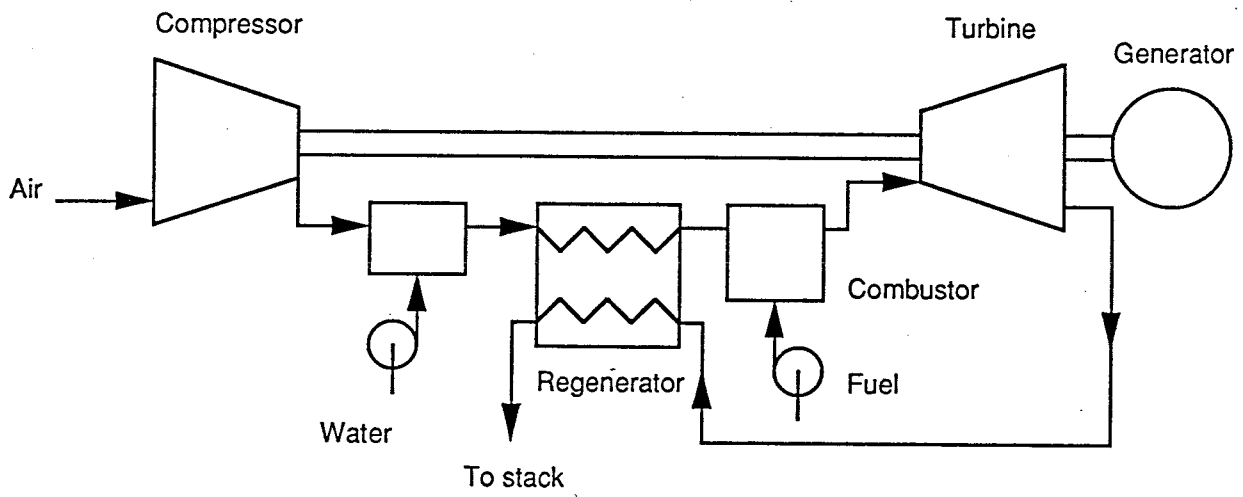 Compressor
Turbine
Generator
Air
Combustor
Regenerator
Fuel
Water
To stack